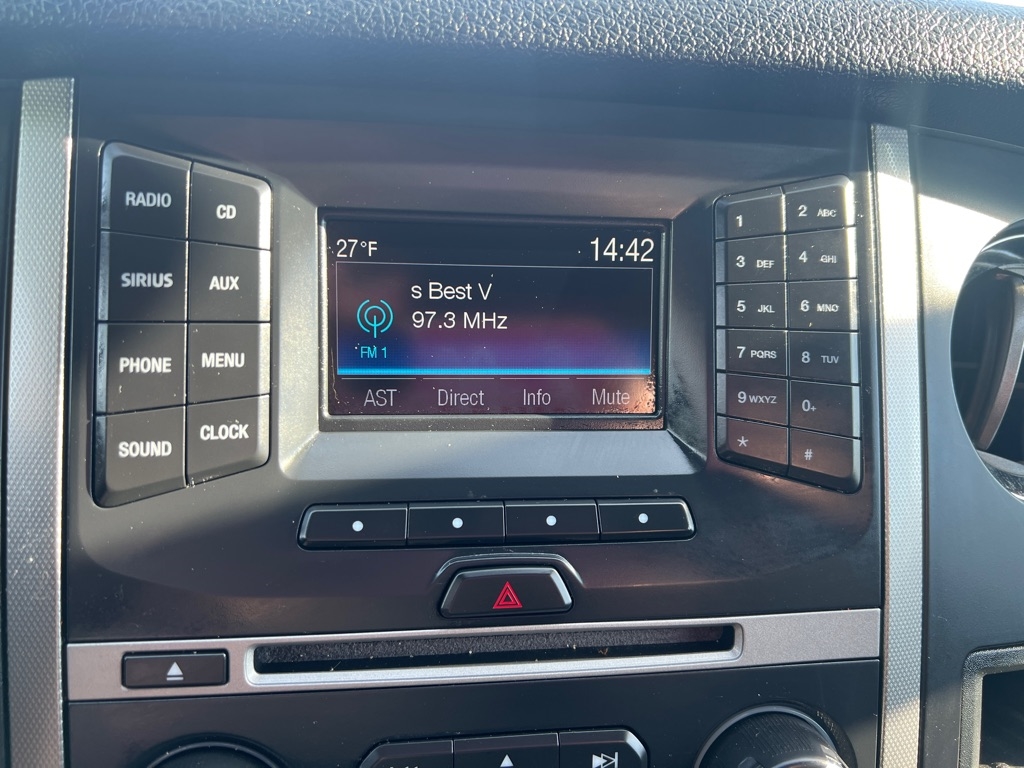 RADIO
CD
SIRIUS
AUX
PHONE
MENU
SOUND
CLOCK
27°F 14:42
s Best V
97.3 MHz
FM 1
AST Direct Info Mute
1
2 ABC
3 DEF
4 GHI
5 JKL
6 MNO
7 PQRS
8 TUV
9 WXYZ
0+
*
#